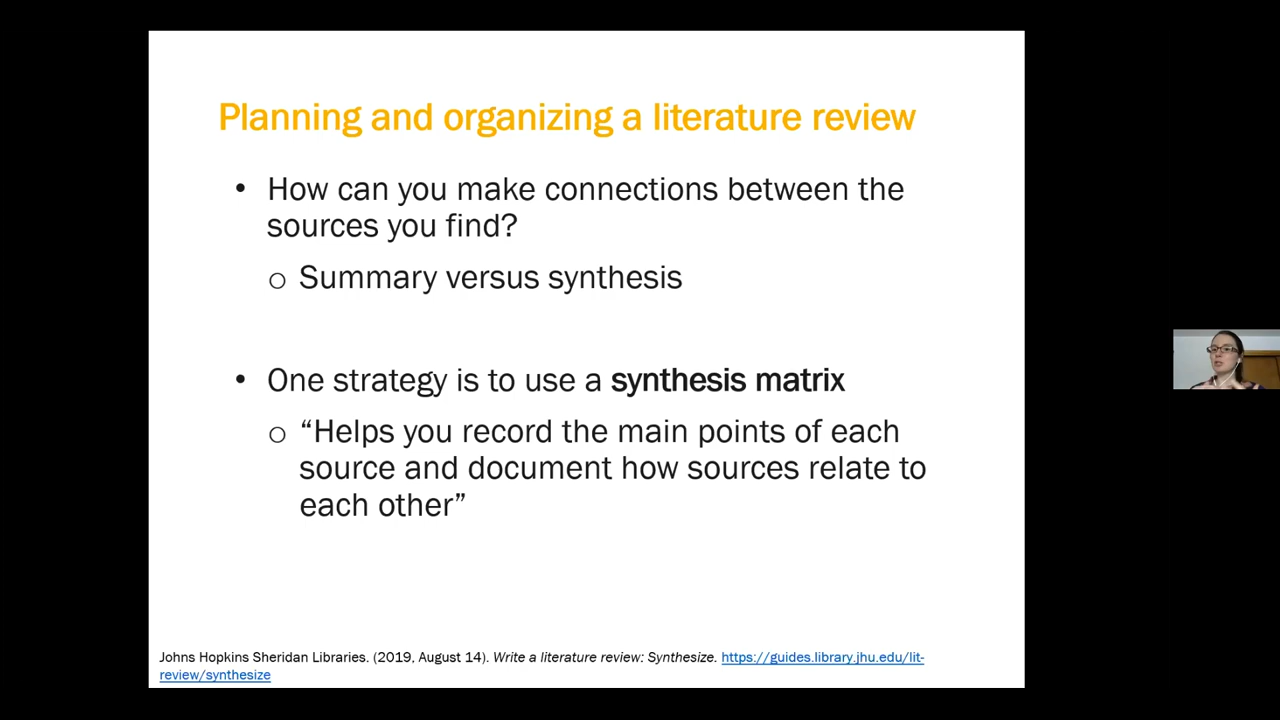 Planning and organizing a literature review
• How can you make connections between the
sources you find?
o Summary versus synthesis
• One strategy is to use a synthesis matrix
o “Helps you record the main points of each
source and document how sources relate to
each other”
Johns Hopkins Sheridan Libraries. (2019, August 14). Write a literature review: Synthesize. https://guides.library.jhu.edu/lit-
review/synthesize